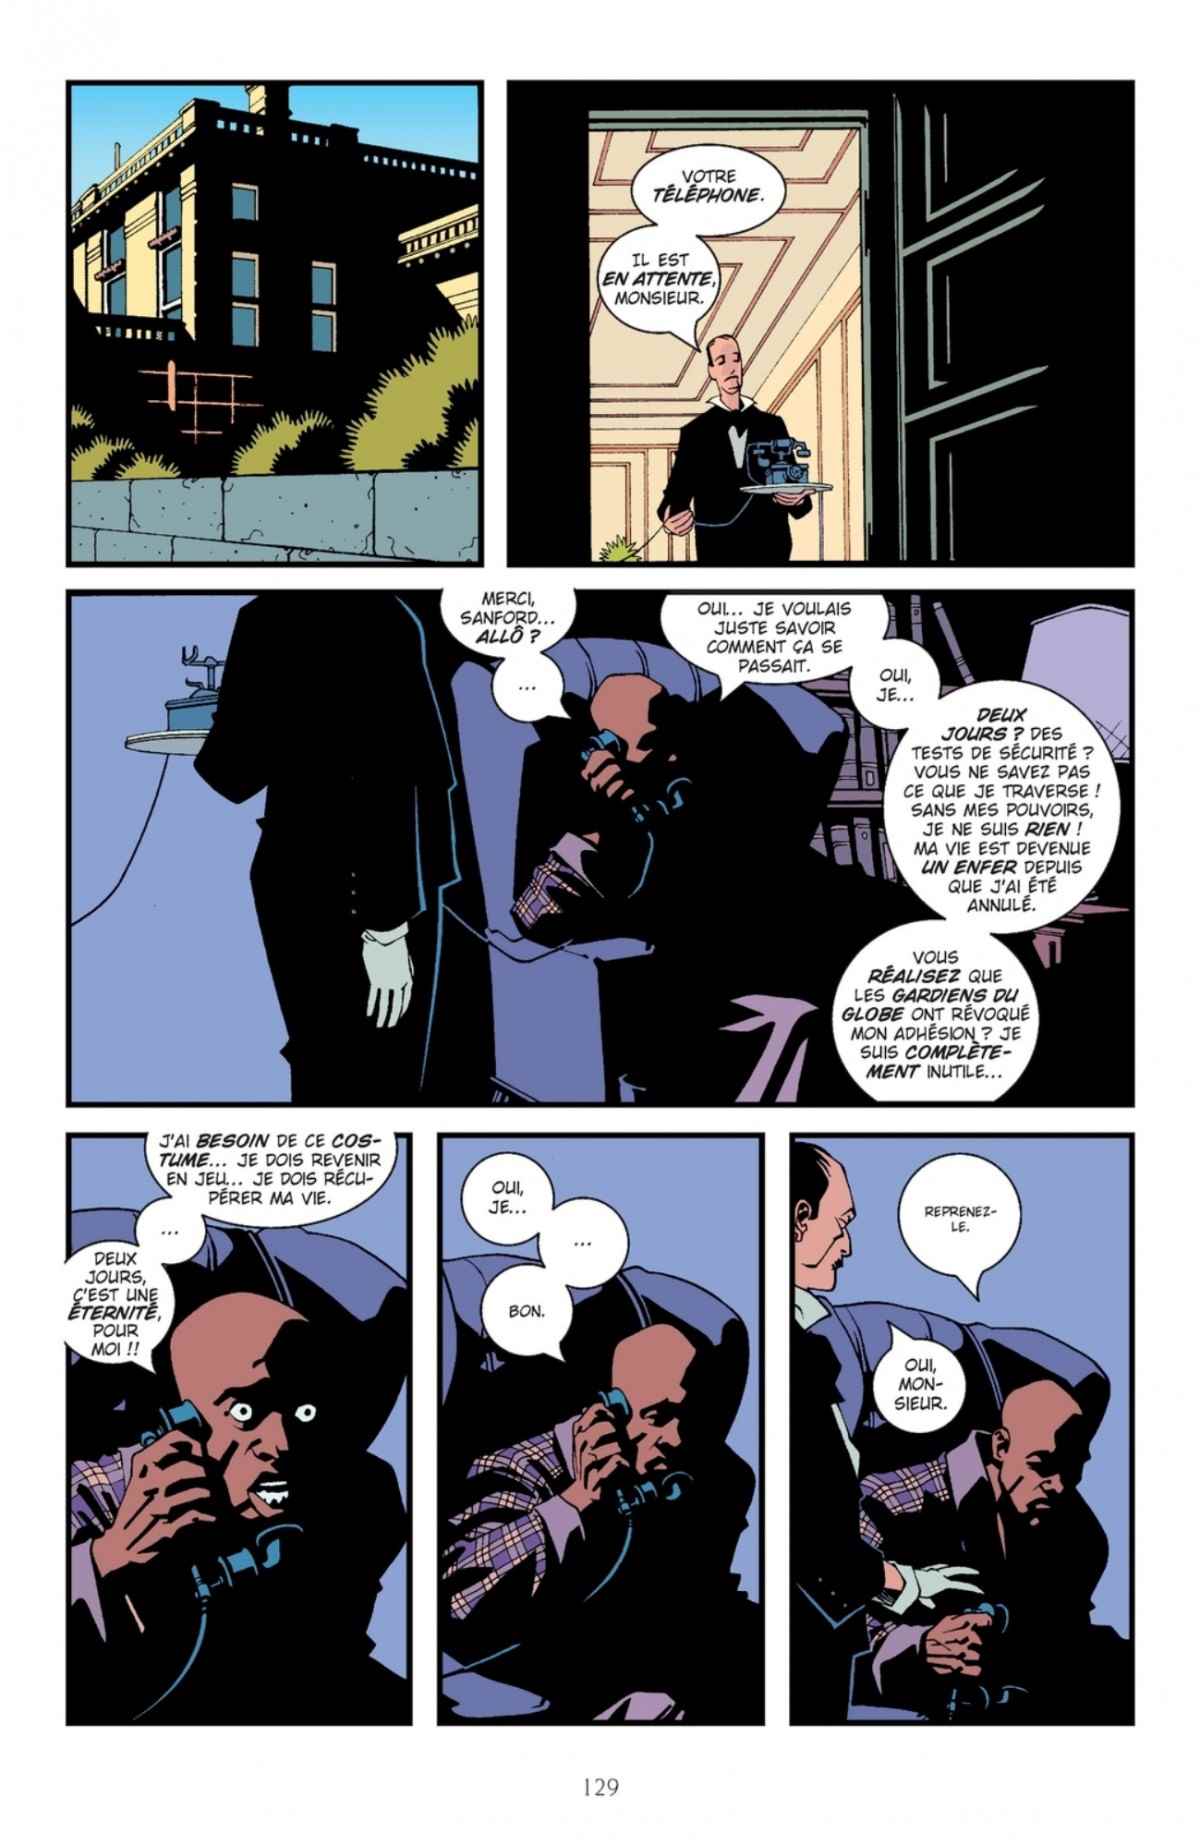 VOTRE
TÉLÉPHONE.
IL EST
EN ATTENTE,
MONSIEUR.
MERCI,
SANFORD...
ALLÔ ?
...
OUI... JE VOULAIS
JUSTE SAVOIR
COMMENT ÇA SE
PASSAIT.
OUI,
JE...
DEUX
JOURS ? DES
TESTS DE SÉCURITÉ ?
VOUS NE SAVEZ PAS
CE QUE JE TRAVERSE !
SANS MES POUVOIRS,
JE NE SUIS RIEN !
MA VIE EST DEVENUE
UN ENFER DEPUIS
QUE J'AI ÉTÉ
ANNULÉ.
VOUS
RÉALISEZ QUE
LES GARDIENS DU
GLOBE ONT RÉVOQUÉ
MON ADHÉSION ? JE
SUIS COMPLÈTE-
MENT INUTILE...
J'AI BESOIN DE CE COS-
TUME... JE DOIS REVENIR
EN JEU... JE DOIS RÉCU-
PÉRER MA VIE.
...
DEUX
JOURS,
C'EST UNE
ÉTERNITÉ,
POUR
MOI !!
OUI,
JE...
...
BON.
REPRENEZ-
LE.
OUI,
MON-
SIEUR.
129